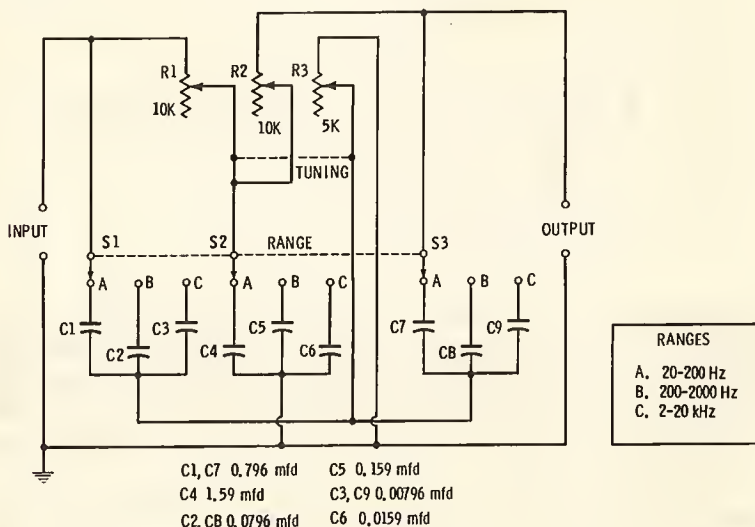 R1
R2
R3
10K
10K
5K
TUNING
INPUT
S1
S2
RANGE
S3
OUTPUT
A
B
C
A
B
C
A
B
C
C1
C2
C3
C4
C5
C6
C7
CB
C9
RANGES
A. 20-200 Hz
B. 200-2000 Hz
C. 2-20 kHz
C1, C7 0.796 mfd
C5 0.159 mfd
C4 1.59 mfd
C3, C9 0.00796 mfd
C2, CB 0.0796 mfd
C6 0.0159 mfd